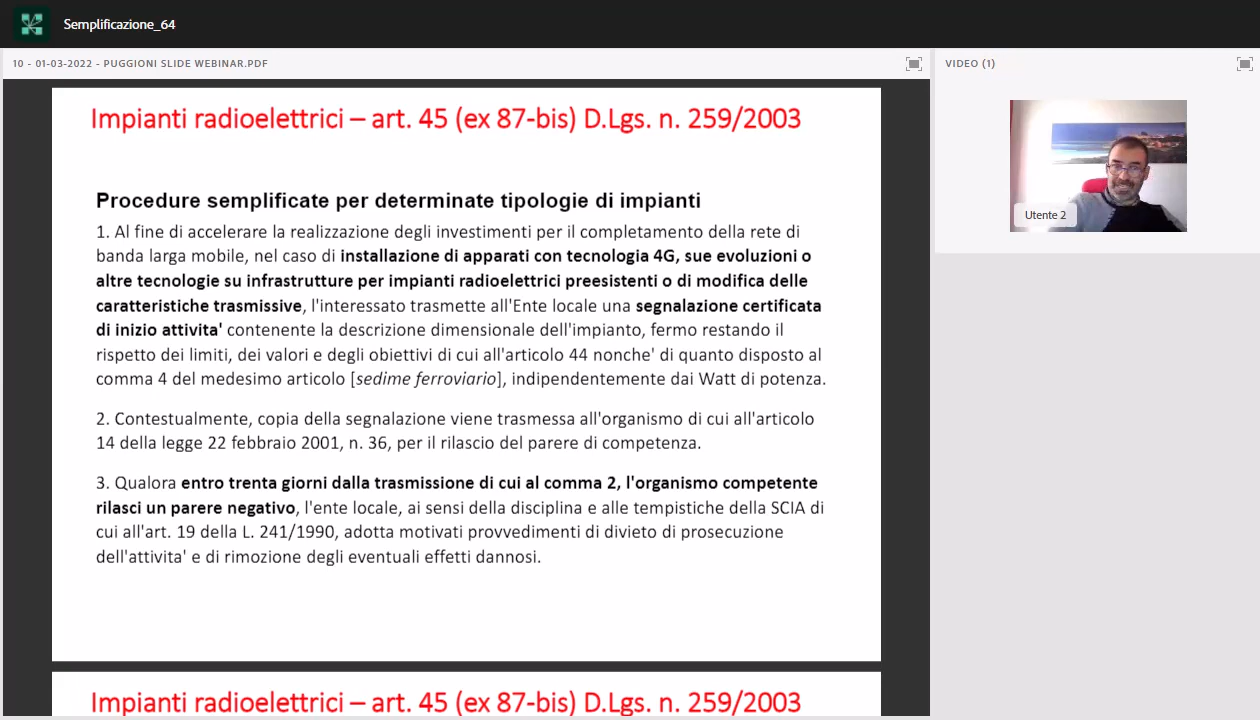 Semplificazione_64
10 - 01-03-2022 - PUGGIONI SLIDE WEBINAR.PDF
VIDEO (1)
Impianti radioelettrici – art. 45 (ex 87-bis) D.Lgs. n. 259/2003
Procedure semplificate per determinate tipologie di impianti
1. Al fine di accelerare la realizzazione degli investimenti per il completamento della rete di
banda larga mobile, nel caso di installazione di apparati con tecnologia 4G, sue evoluzioni o
altre tecnologie su infrastrutture per impianti radioelettrici preesistenti o di modifica delle
caratteristiche trasmissive, l'interessato trasmette all'Ente locale una segnalazione certificata
di inizio attivita' contenente la descrizione dimensionale dell'impianto, fermo restando il
rispetto dei limiti, dei valori e degli obiettivi di cui all'articolo 44 nonche' di quanto disposto al
comma 4 del medesimo articolo [sedime ferroviario], indipendentemente dai Watt di potenza.
2. Contestualmente, copia della segnalazione viene trasmessa all'organismo di cui all'articolo
14 della legge 22 febbraio 2001, n. 36, per il rilascio del parere di competenza.
3. Qualora entro trenta giorni dalla trasmissione di cui al comma 2, l'organismo competente
rilasci un parere negativo, l'ente locale, ai sensi della disciplina e alle tempistiche della SCIA di
cui all'art. 19 della L. 241/1990, adotta motivati provvedimenti di divieto di prosecuzione
dell'attivita' e di rimozione degli eventuali effetti dannosi.
Impianti radioelettrici – art. 45 (ex 87-bis) D.Lgs. n. 259/2003
Utente 2